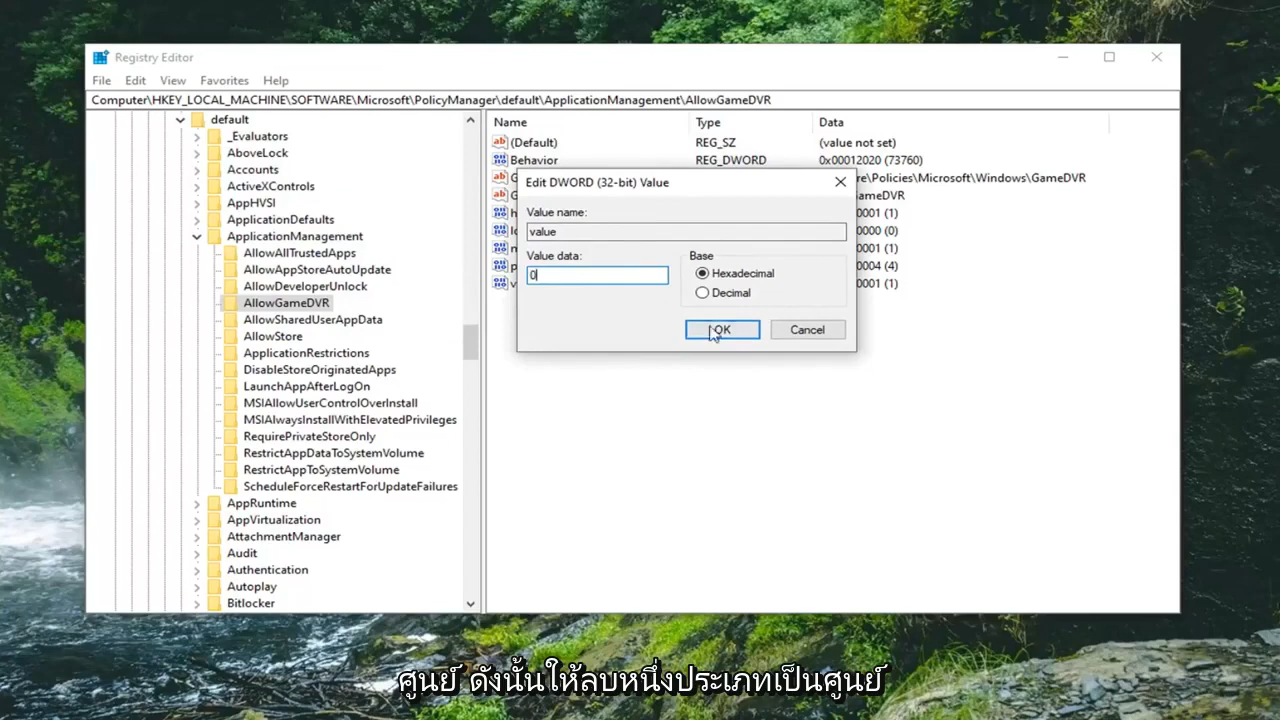 Registry Editor
File Edit View Favorites Help
Computer\HKEY_LOCAL_MACHINE\SOFTWARE\Microsoft\PolicyManager\default\ApplicationManagement\AllowGameDVR
default
_Evaluators
AboveLock
Accounts
ActiveXControls
AppHVSI
ApplicationDefaults
ApplicationManagement
AllowAllTrustedApps
AllowAppStoreAutoUpdate
AllowDeveloperUnlock
AllowGameDVR
AllowSharedUserAppData
AllowStore
ApplicationRestrictions
DisableStoreOriginatedApps
LaunchAppAfterLogOn
MSIAllowUserControlOverInstall
MSIAlwaysInstallWithElevatedPrivileges
RequirePrivateStoreOnly
RestrictAppDataToSystemVolume
RestrictAppToSystemVolume
ScheduleForceRestartForUpdateFailures
AppRuntime
AppVirtualization
AttachmentManager
Audit
Authentication
Autoplay
Bitlocker
Name Type Data
(Default) REG_SZ (value not set)
Behavior REG_DWORD 0x00012020 (73760)
re\Policies\Microsoft\Windows\GameDVR
ameDVR
0001 (1)
0000 (0)
0001 (1)
0004 (4)
0001 (1)
Edit DWORD (32-bit) Value
Value name:
value
Value data: Base
0 Hexadecimal
Decimal
OK Cancel
ศูนย์ ดังนั้นให้ลบหนึ่งประเภทเป็นศูนย์